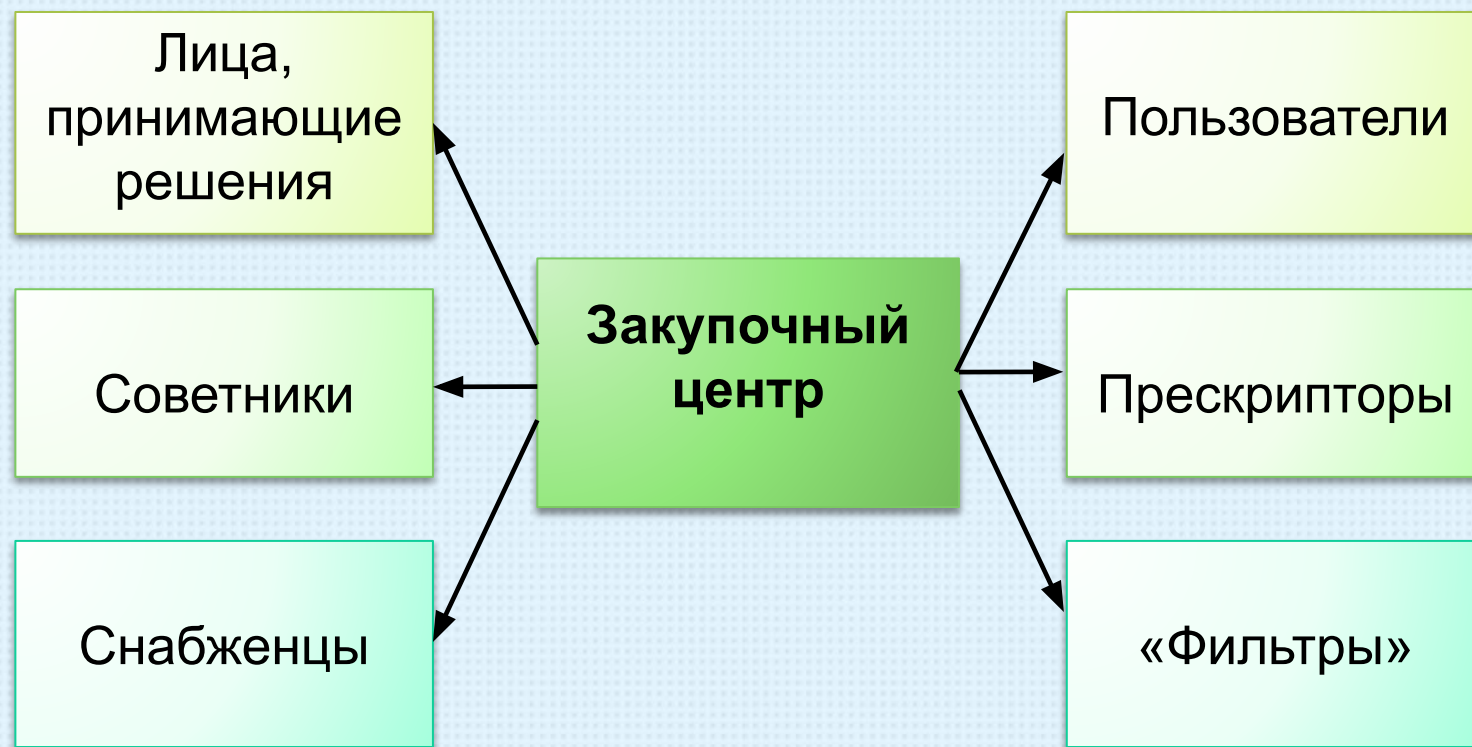 Лица,
принимающие
решения
Пользователи
Закупочный
центр
Советники
Прескрипторы
Снабженцы
«Фильтры»